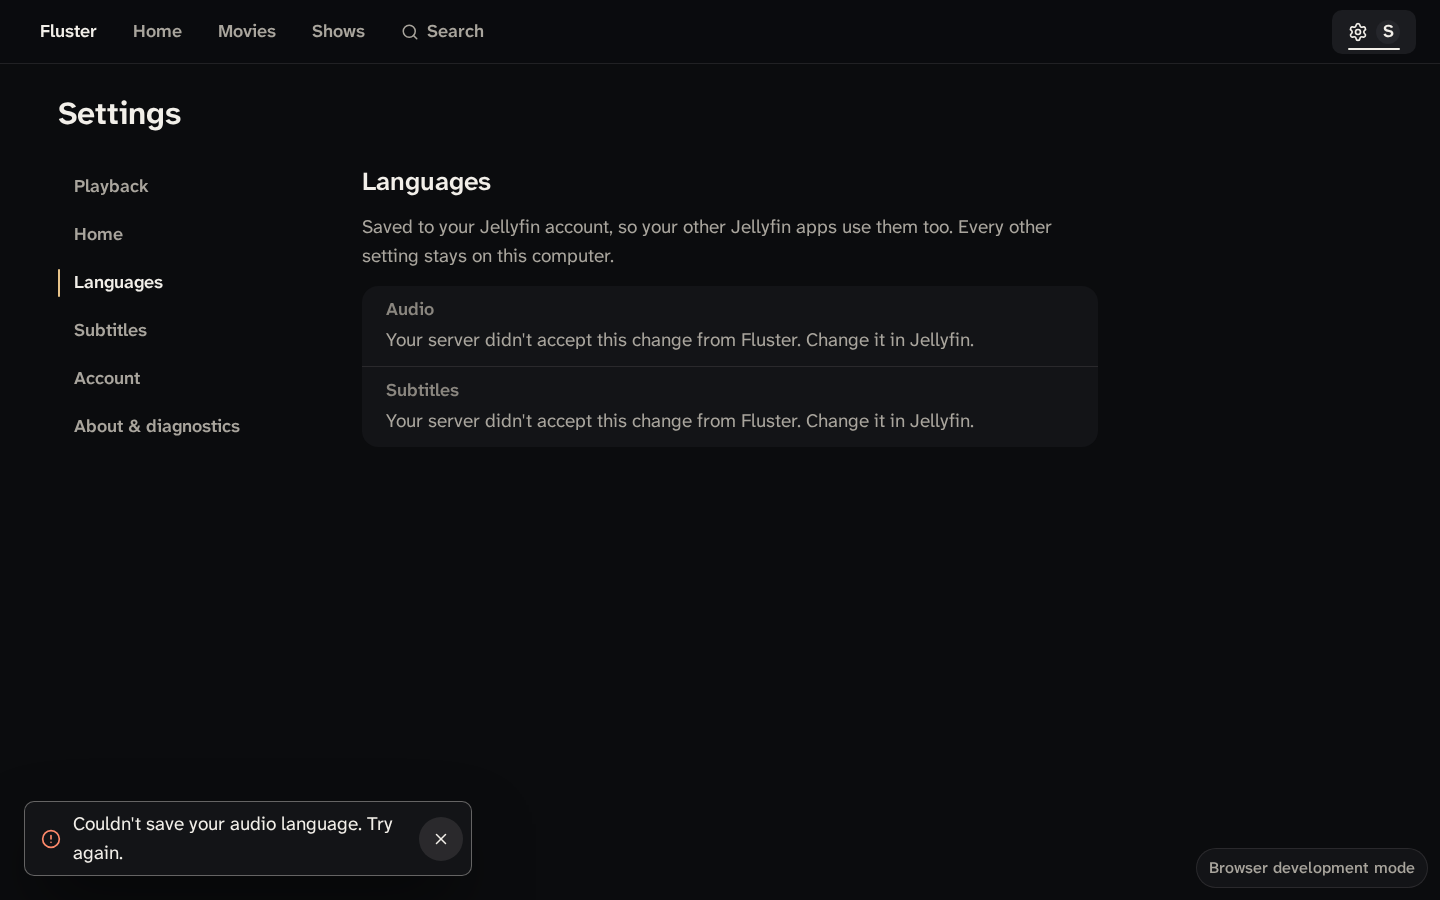 Fluster
Home
Movies
Shows
Search
S
Settings
Playback
Home
Languages
Subtitles
Account
About & diagnostics
Languages
Saved to your Jellyfin account, so your other Jellyfin apps use them too. Every other
setting stays on this computer.
Audio
Your server didn't accept this change from Fluster. Change it in Jellyfin.
Subtitles
Your server didn't accept this change from Fluster. Change it in Jellyfin.
Couldn't save your audio language. Try
again.
Browser development mode